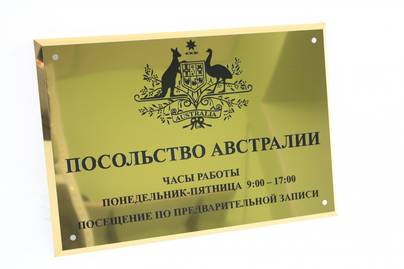 AUSTRALIA
ПОСОЛЬСТВО АВСТРАЛИИ
ЧАСЫ РАБОТЫ
ПОНЕДЕЛЬНИК-ПЯТНИЦА 9:00 – 17:00
ПОСЕЩЕНИЕ ПО ПРЕДВАРИТЕЛЬНОЙ ЗАПИСИ